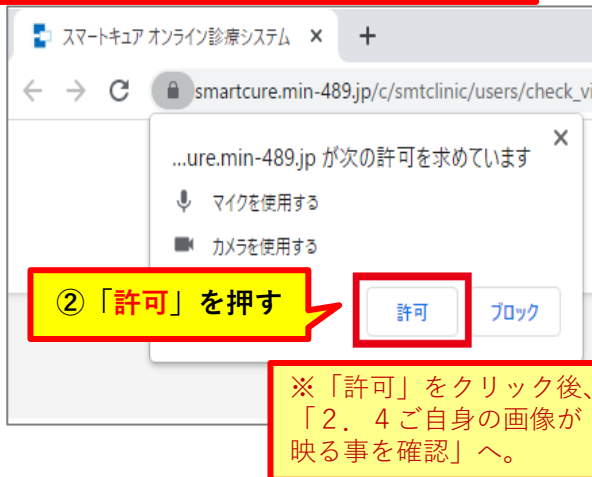 スマートキュア オンライン診療システム
smartcure.min-489.jp/c/smtclinic/users/check_vi
...ure.min-489.jp が次の許可を求めています
マイクを使用する
カメラを使用する
②「許可」を押す
許可 ブロック
※「許可」をクリック後、
「２．４ご自身の画像が
映る事を確認」へ。